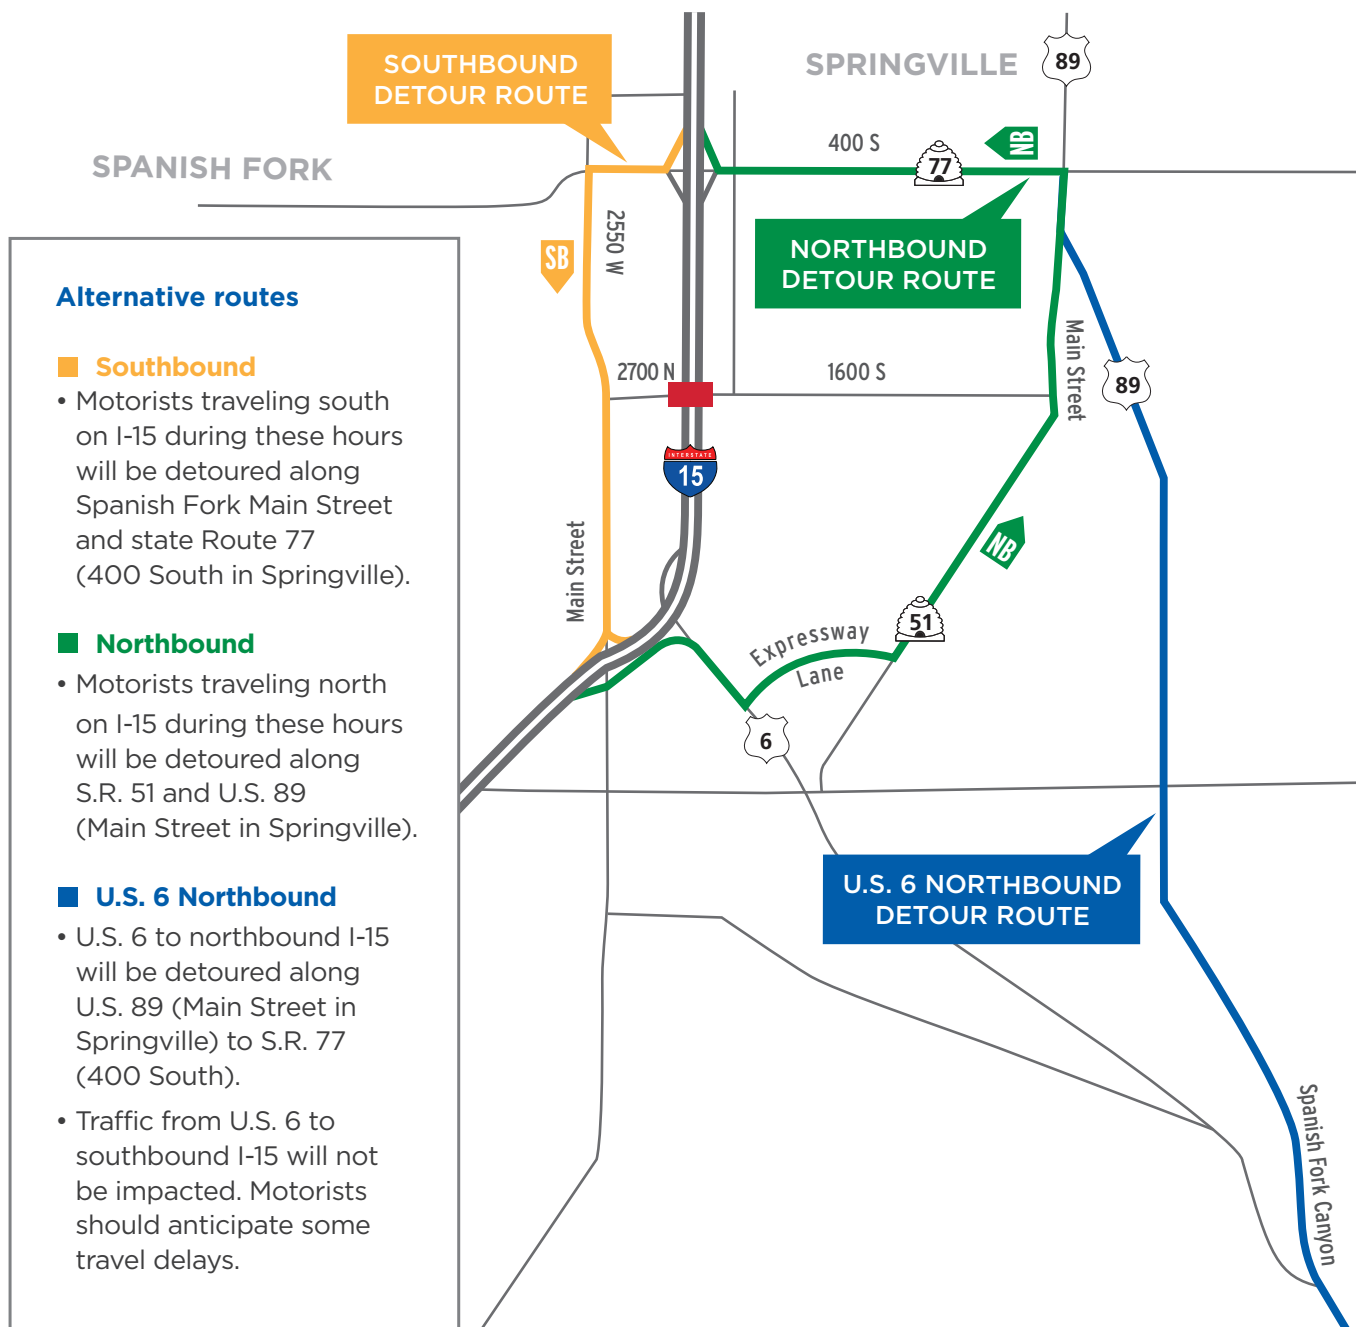 SOUTHBOUND
DETOUR ROUTE
SPRINGVILLE
89
SPANISH FORK
400 S
77
NB
NORTHBOUND
DETOUR ROUTE
2550 W
SB
Alternative routes
Southbound
• Motorists traveling south
on I-15 during these hours
will be detoured along
Spanish Fork Main Street
and state Route 77
(400 South in Springville).
Northbound
• Motorists traveling north
on I-15 during these hours
will be detoured along
S.R. 51 and U.S. 89
(Main Street in Springville).
U.S. 6 Northbound
• U.S. 6 to northbound I-15
will be detoured along
U.S. 89 (Main Street in
Springville) to S.R. 77
(400 South).
• Traffic from U.S. 6 to
southbound I-15 will not
be impacted. Motorists
should anticipate some
travel delays.
2700 N
1600 S
Main Street
89
INTERSTATE
15
Main Street
NB
51
Expressway
Lane
6
U.S. 6 NORTHBOUND
DETOUR ROUTE
Spanish Fork Canyon